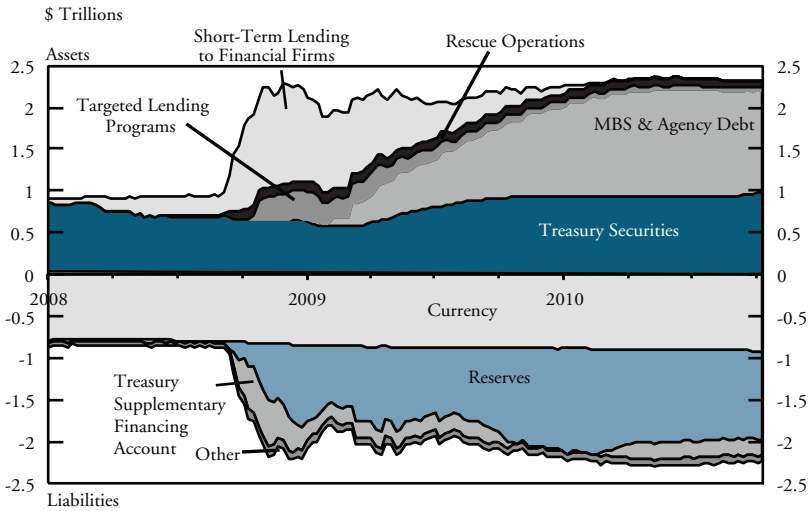 $ Trillions
Short-Term Lending
to Financial Firms
Rescue Operations
Assets
2.5
2.5
Targeted Lending
Programs
2
2
MBS & Agency Debt
1.5
1.5
1
1
0.5
Treasury Securities
0.5
0
0
2008
2009
2010
-0.5
Currency
-0.5
-1
-1
Treasury
Supplementary
Financing
Account
Reserves
-1.5
-1.5
Other
-2
-2
-2.5
-2.5
Liabilities